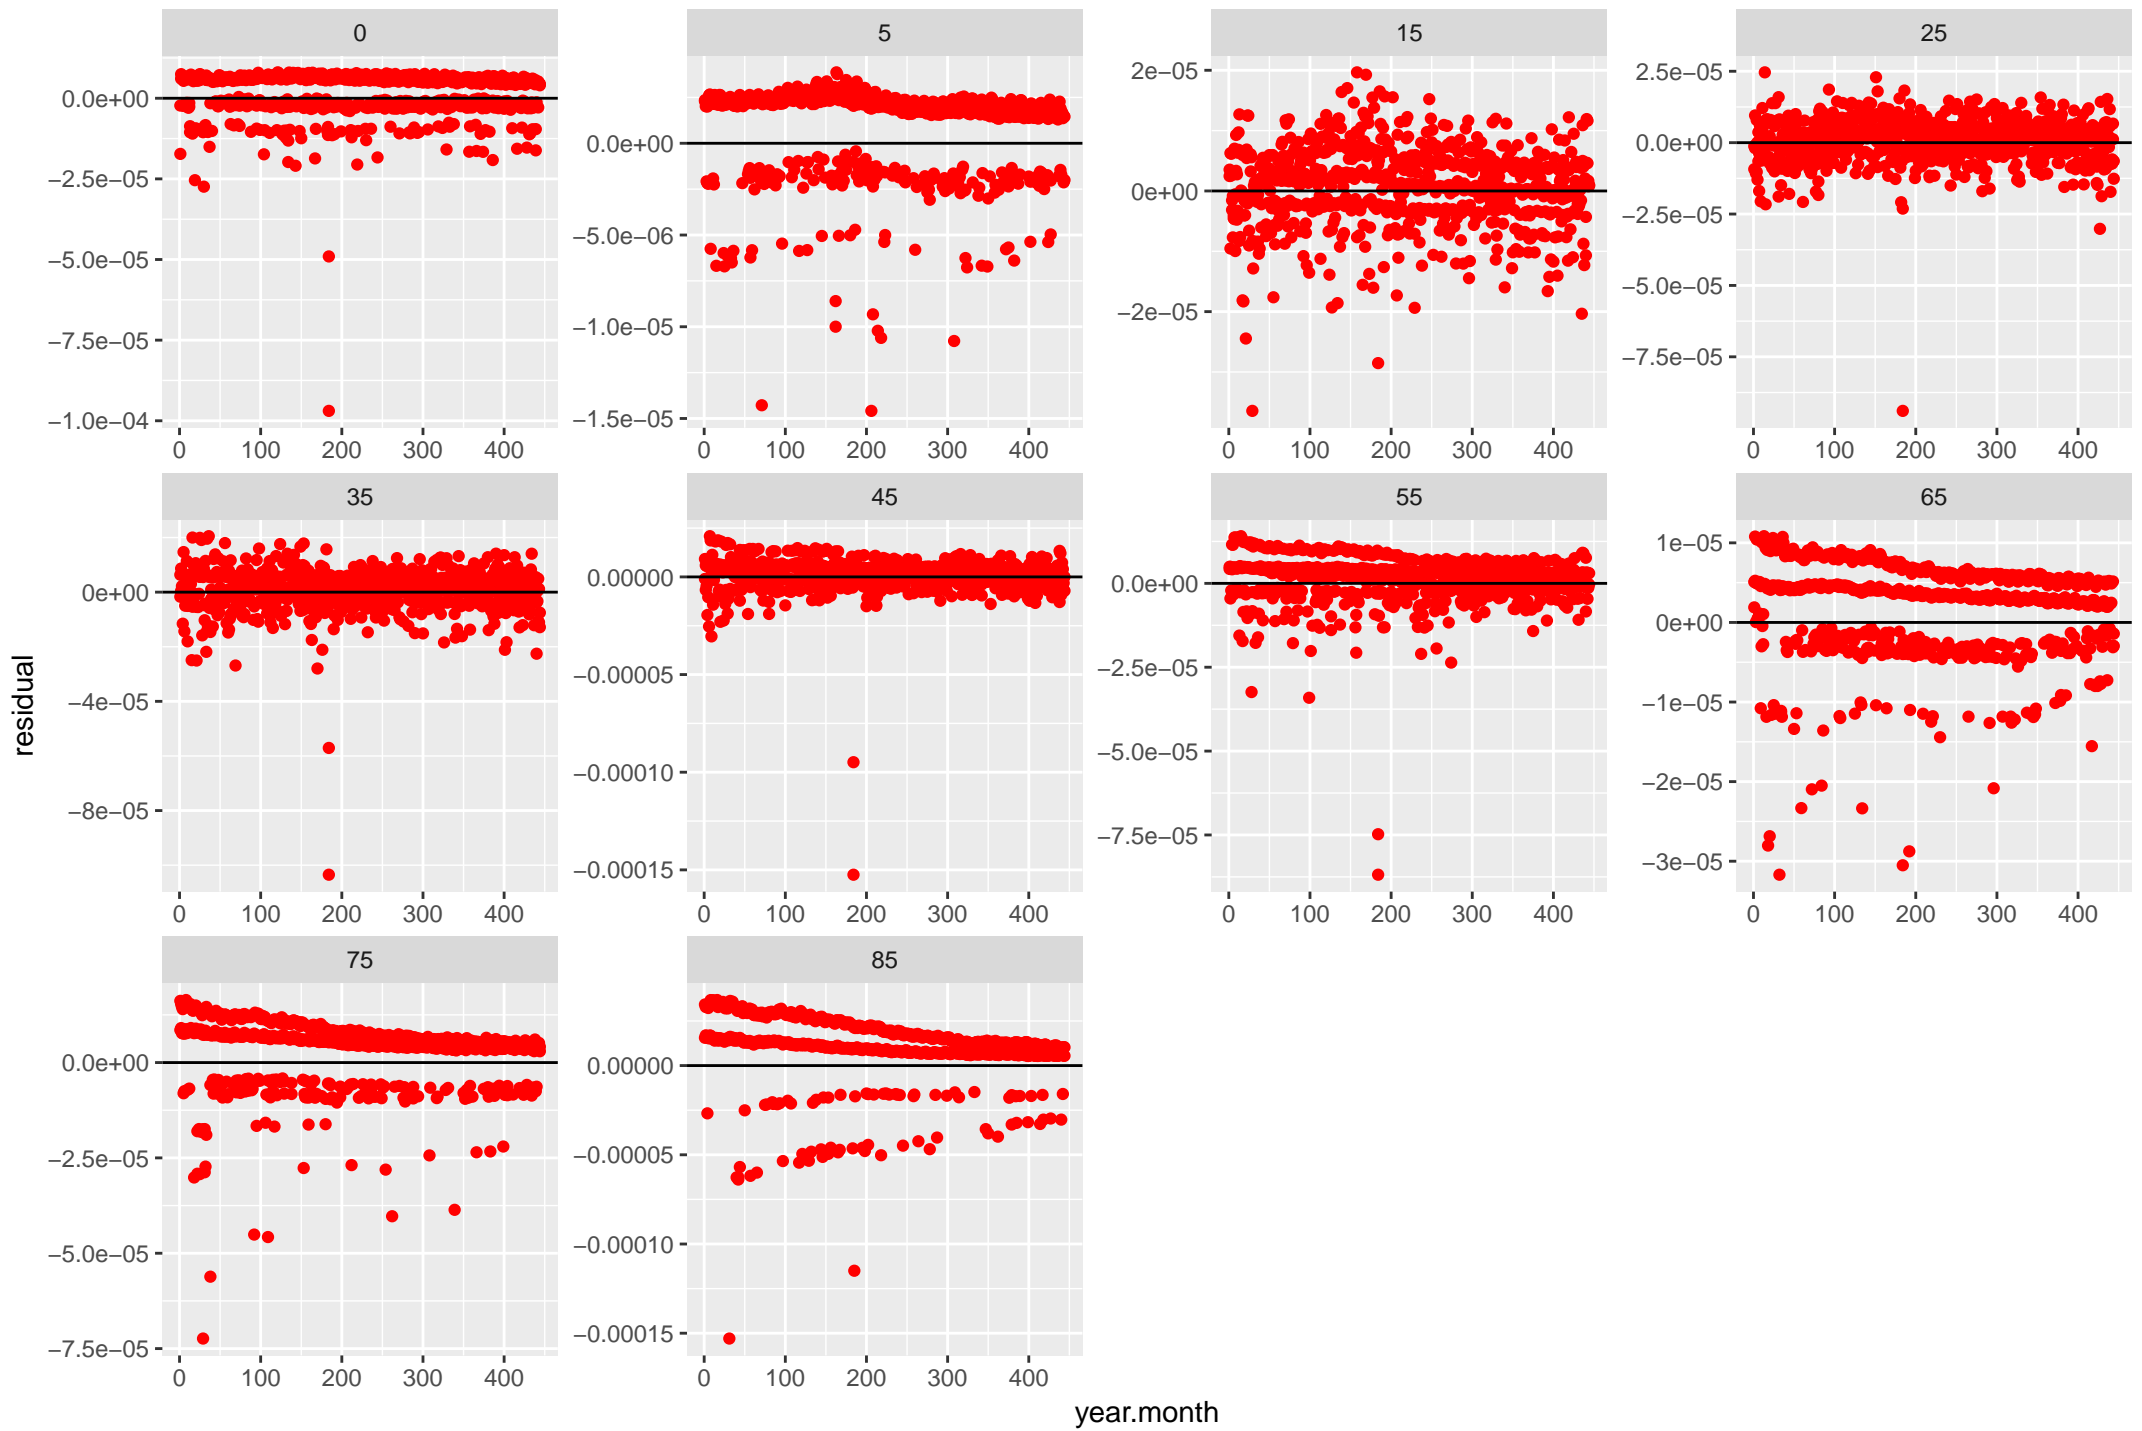 0 5 15 25
0.0e+00
−2.5e−05
−5.0e−05
−7.5e−05
−1.0e−04
0 100 200 300 400
0.0e+00
−5.0e−06
−1.0e−05
−1.5e−05
0 100 200 300 400
2e−05
0e+00
−2e−05
0 100 200 300 400
2.5e−05
0.0e+00
−2.5e−05
−5.0e−05
−7.5e−05
0 100 200 300 400
35 45 55 65
0e+00
−4e−05
−8e−05
0 100 200 300 400
0.00000
−0.00005
−0.00010
−0.00015
0 100 200 300 400
0.0e+00
−2.5e−05
−5.0e−05
−7.5e−05
0 100 200 300 400
1e−05
0e+00
−1e−05
−2e−05
−3e−05
0 100 200 300 400
75 85
0.0e+00
−2.5e−05
−5.0e−05
−7.5e−05
0 100 200 300 400
0.00000
−0.00005
−0.00010
−0.00015
0 100 200 300 400
residual
year.month